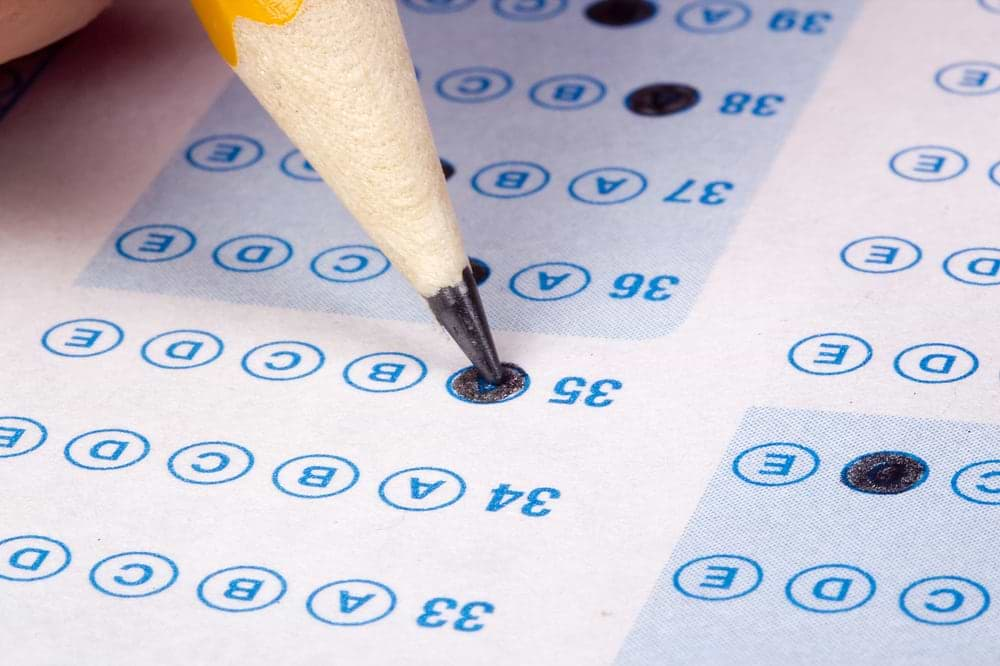 C D E
C E
D E
D E
E
E
33 A B C D
34 A B C D E
35 B C D E
36 A C D E
37 A B E
38 B C
39 A C